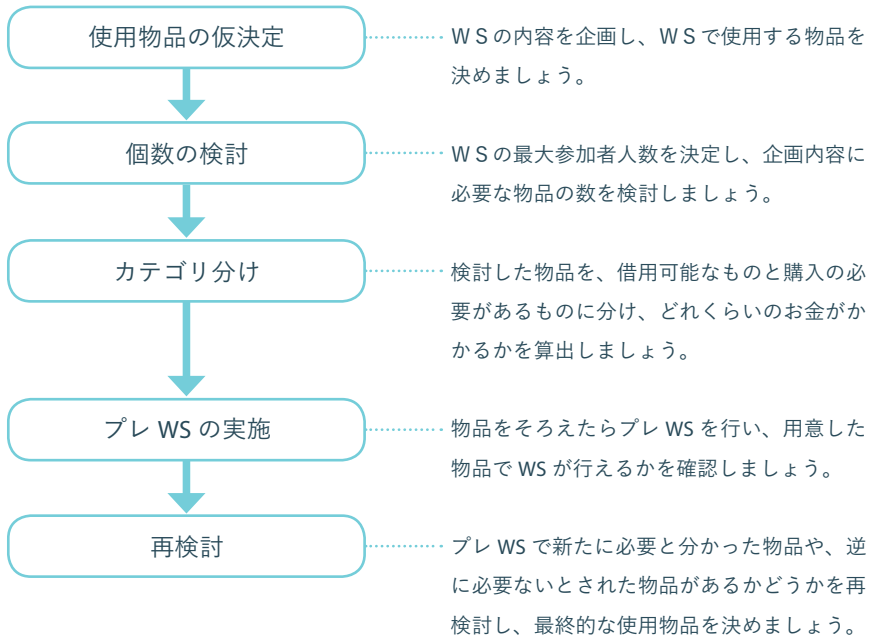 使用物品の仮決定
ＷＳの内容を企画し、ＷＳで使用する物品を
決めましょう。
個数の検討
ＷＳの最大参加者人数を決定し、企画内容に
必要な物品の数を検討しましょう。
カテゴリ分け
検討した物品を、借用可能なものと購入の必
要があるものに分け、どれくらいのお金がか
かるかを算出しましょう。
プレ WS の実施
物品をそろえたらプレ WS を行い、用意した
物品で WS が行えるかを確認しましょう。
再検討
プレ WS で新たに必要と分かった物品や、逆
に必要ないとされた物品があるかどうかを再
検討し、最終的な使用物品を決めましょう。